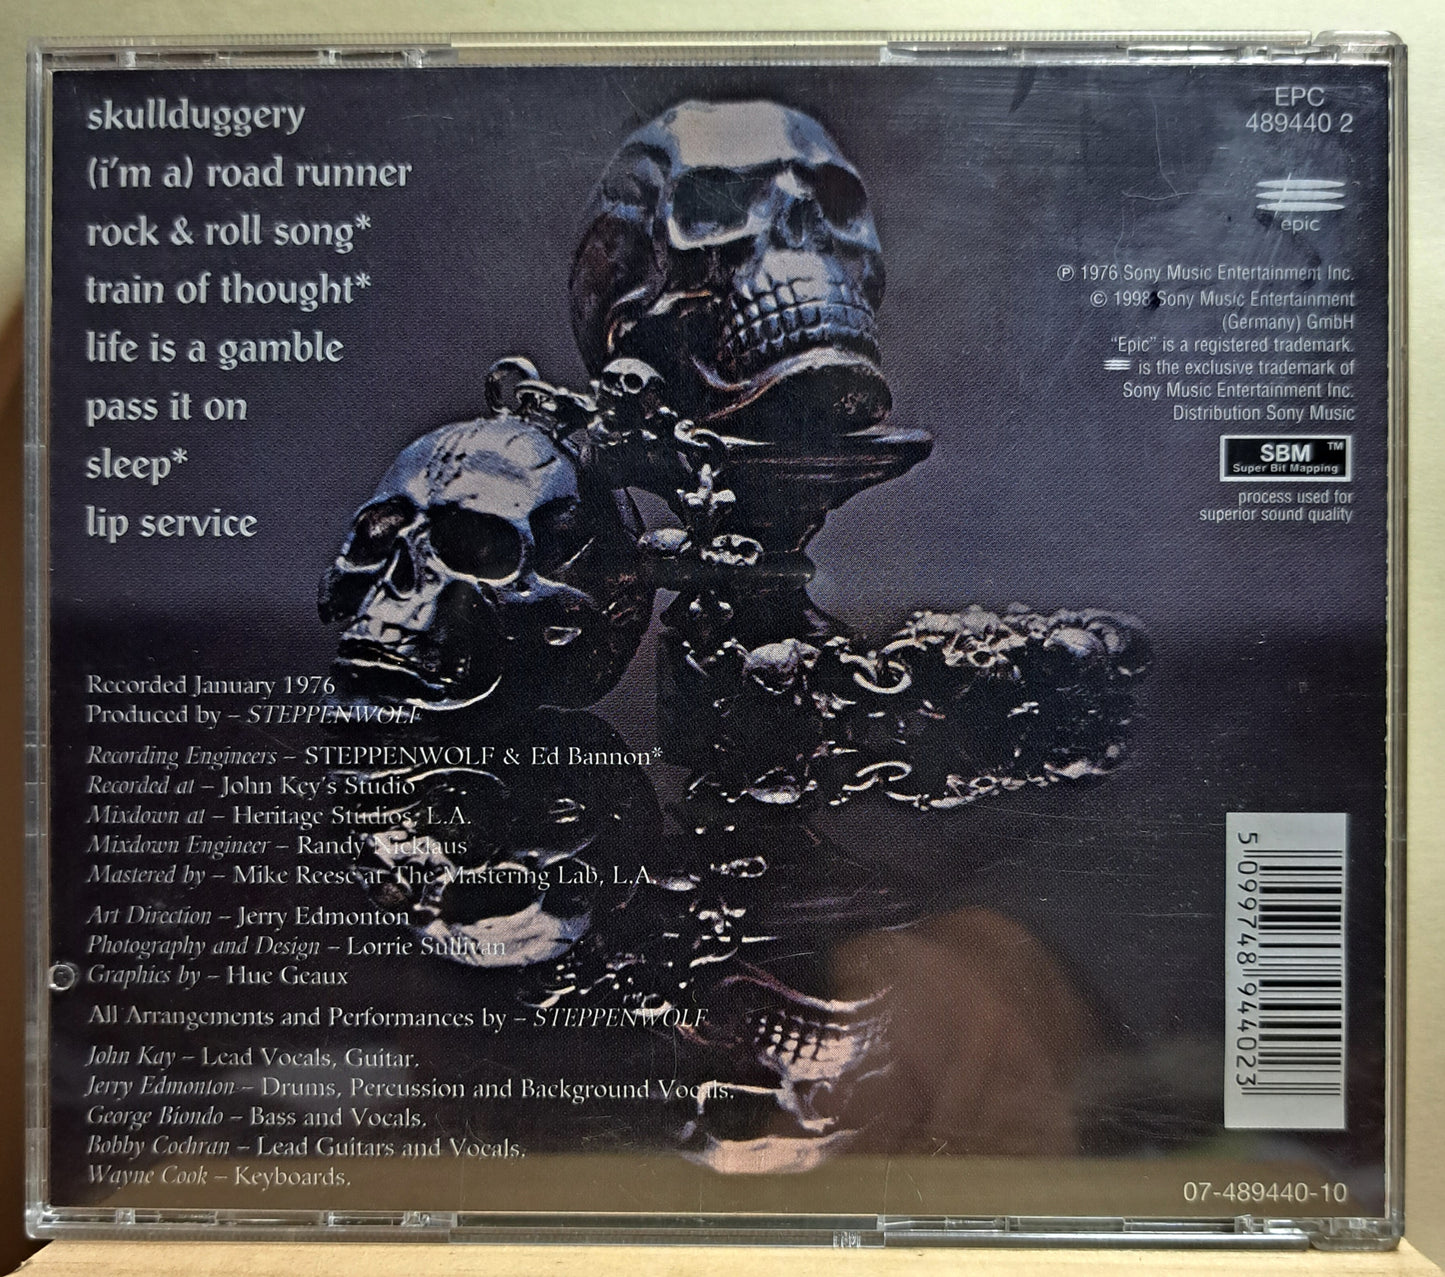 skullduggery
(i'm a) road runner
rock & roll song*
train of thought*
life is a gamble
pass it on
sleep*
lip service
Recorded January 1976
Produced by – STEPPENWOLF
Recording Engineers – STEPPENWOLF & Ed Bannon*
Recorded at – John Key's Studio
Mixdown at – Heritage Studios, L.A.
Mixdown Engineer – Randy Nicklaus
Mastered by – Mike Reese at The Mastering Lab, L.A.
Art Direction – Jerry Edmonton
Photography and Design – Lorrie Sullivan
Graphics by – Hue Geaux
All Arrangements and Performances by – STEPPENWOLF
John Kay – Lead Vocals, Guitar.
Jerry Edmonton – Drums, Percussion and Background Vocals.
George Biondo – Bass and Vocals.
Bobby Cochran – Lead Guitars and Vocals.
Wayne Cook – Keyboards.
EPC
489440 2
epic
℗ 1976 Sony Music Entertainment Inc.
© 1998 Sony Music Entertainment
(Germany) GmbH
"Epic" is a registered trademark.
is the exclusive trademark of
Sony Music Entertainment Inc.
Distribution Sony Music
SBM™
Super Bit Mapping
process used for
superior sound quality
5 099748 944023
07-489440-10